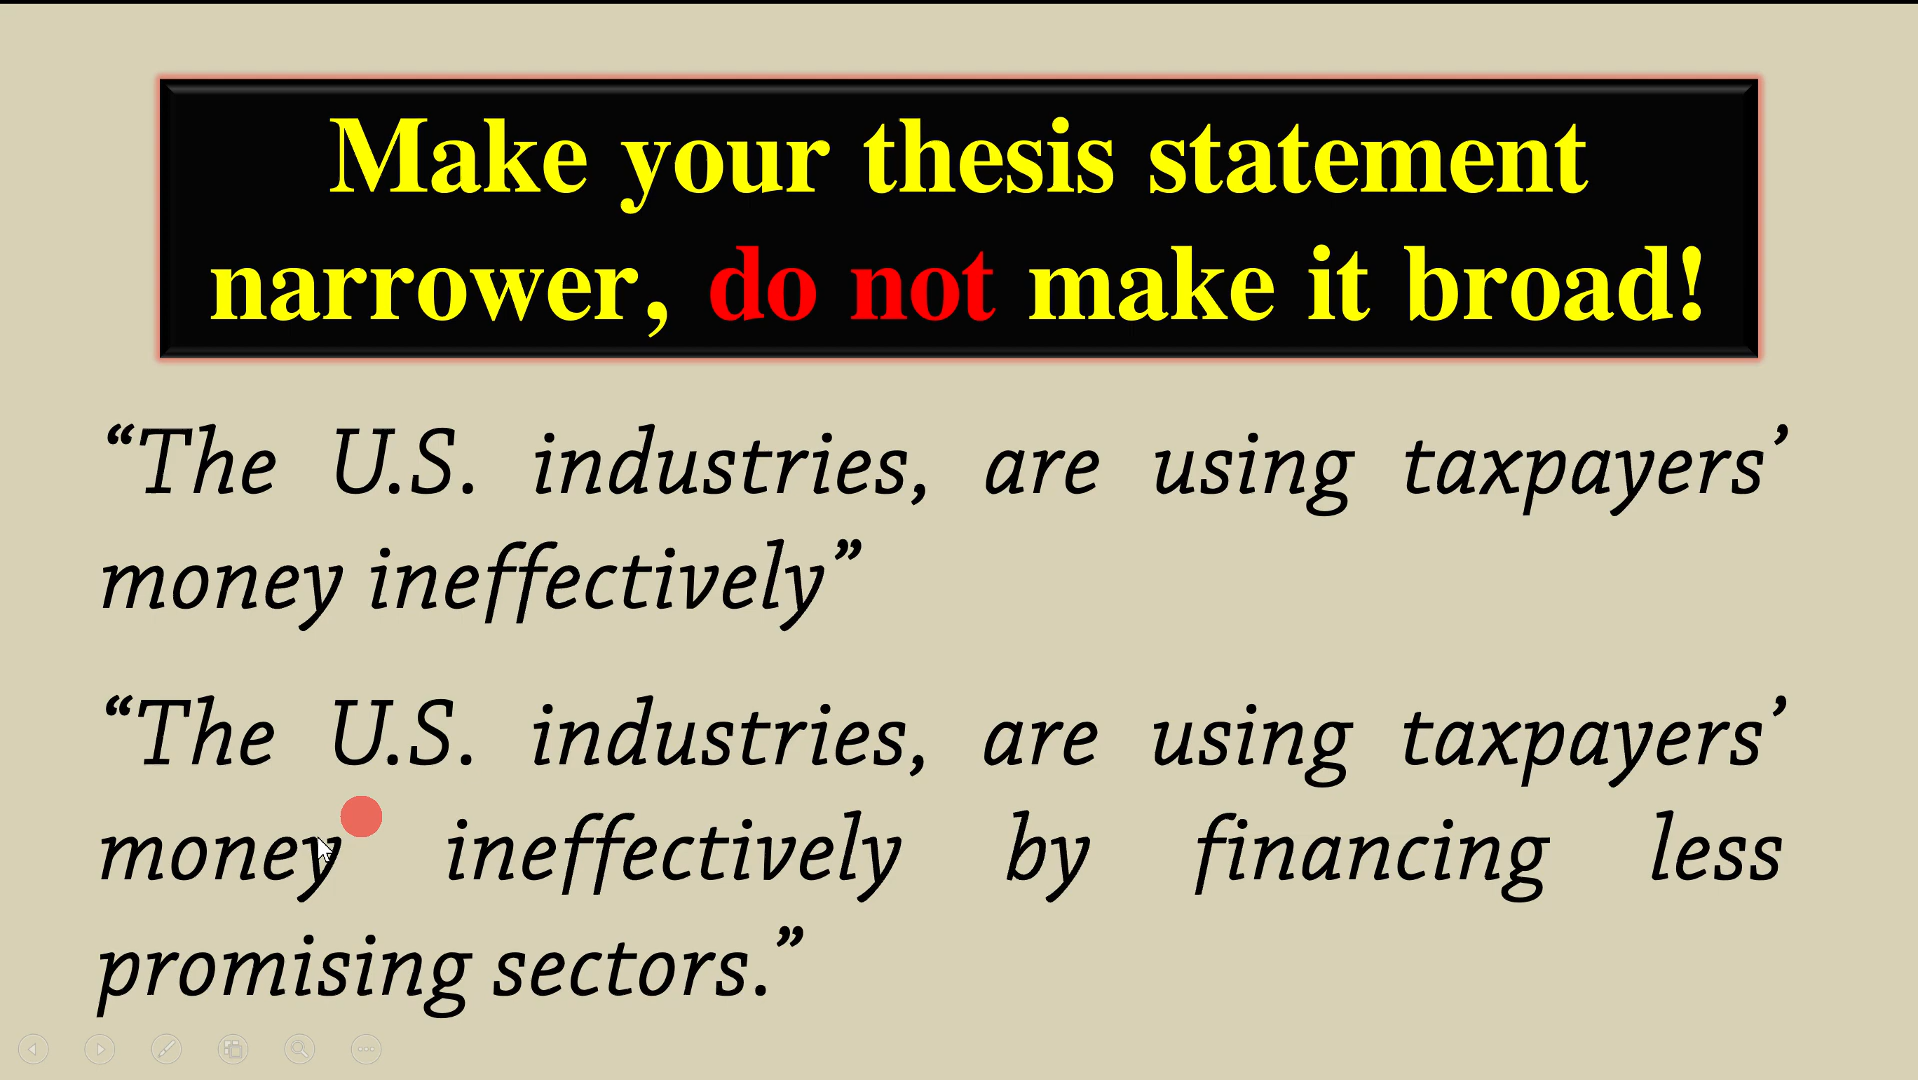 Make your thesis statement
narrower, do not make it broad!
“The U.S. industries, are using taxpayers’
money ineffectively”
“The U.S. industries, are using taxpayers’
money ineffectively by financing less
promising sectors.”